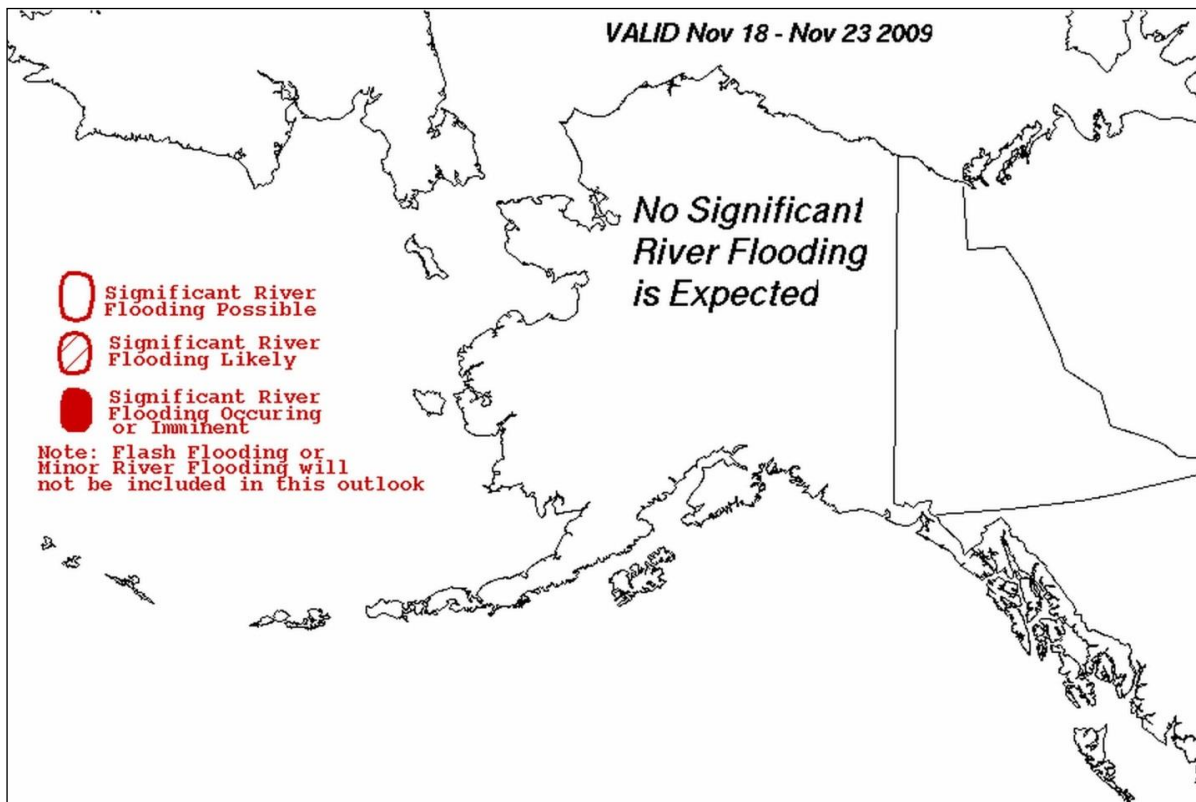 VALID Nov 18 - Nov 23 2009
No Significant
River Flooding
is Expected
Significant River
Flooding Possible
Significant River
Flooding Likely
Significant River
Flooding Occuring
or Imminent
Note: Flash Flooding or
Minor River Flooding will
not be included in this outlook